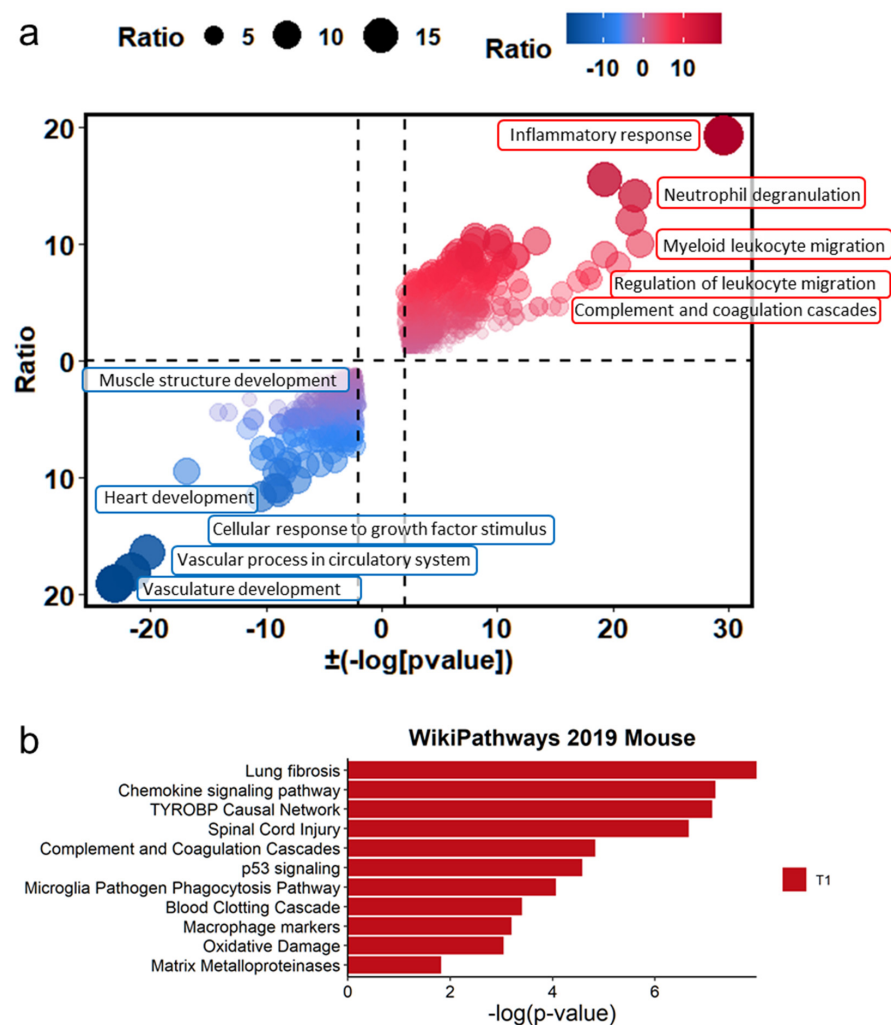 a
Ratio 5 10 15
Ratio
-10 0 10
20
Inflammatory response
Neutrophil degranulation
10
Myeloid leukocyte migration
Regulation of leukocyte migration
Complement and coagulation cascades
Ratio
0
Muscle structure development
10
Heart development
Cellular response to growth factor stimulus
Vascular process in circulatory system
Vasculature development
20
-20 -10 0 10 20 30
±(-log[pvalue])
b
WikiPathways 2019 Mouse
Lung fibrosis
Chemokine signaling pathway
TYROBP Causal Network
Spinal Cord Injury
Complement and Coagulation Cascades
p53 signaling
Microglia Pathogen Phagocytosis Pathway
Blood Clotting Cascade
Macrophage markers
Oxidative Damage
Matrix Metalloproteinases
T1
0 2 4 6
-log(p-value)